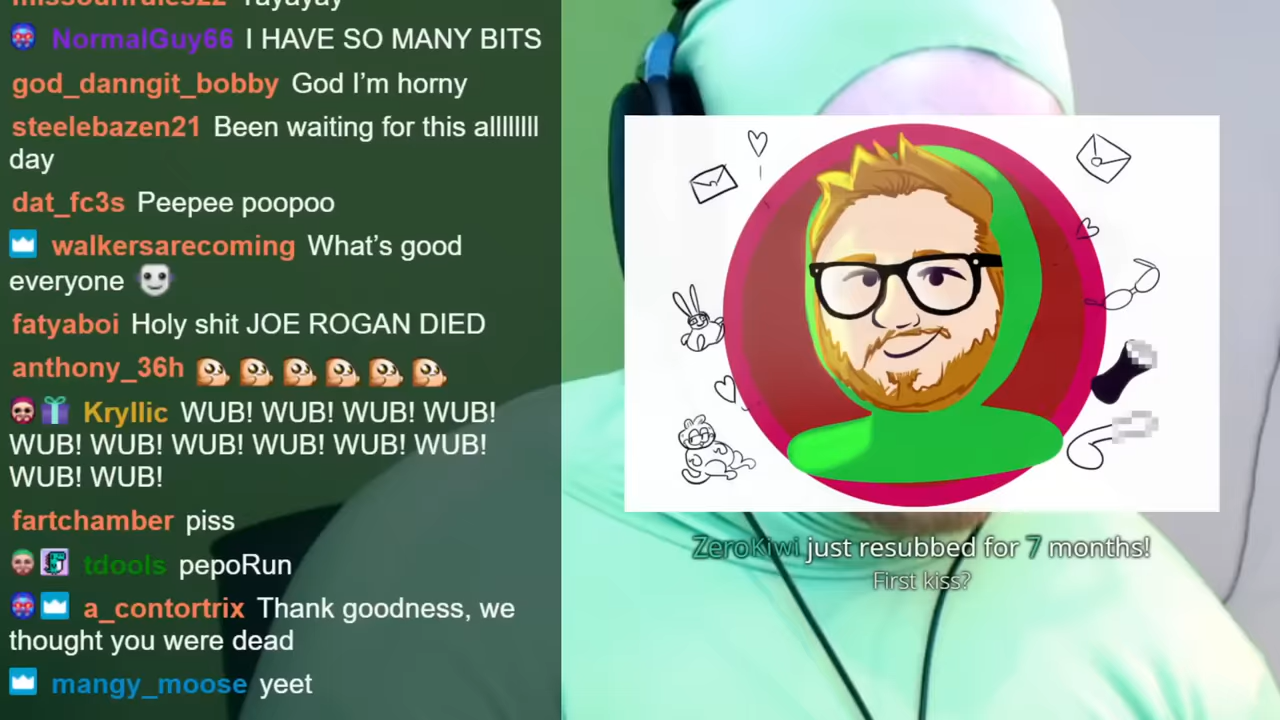 missourirules22 Yayayay
NormalGuy66 I HAVE SO MANY BITS
god_danngit_bobby God I’m horny
steelebazen21 Been waiting for this allllllll
day
dat_fc3s Peepee poopoo
walkersarecoming What’s good
everyone
fatyaboi Holy shit JOE ROGAN DIED
anthony_36h
Kryllic WUB! WUB! WUB! WUB!
WUB! WUB! WUB! WUB! WUB! WUB!
WUB! WUB!
fartchamber piss
tdools pepoRun
a_contortrix Thank goodness, we
thought you were dead
mangy_moose yeet
ZeroKiwi just resubbed for 7 months!
First kiss?